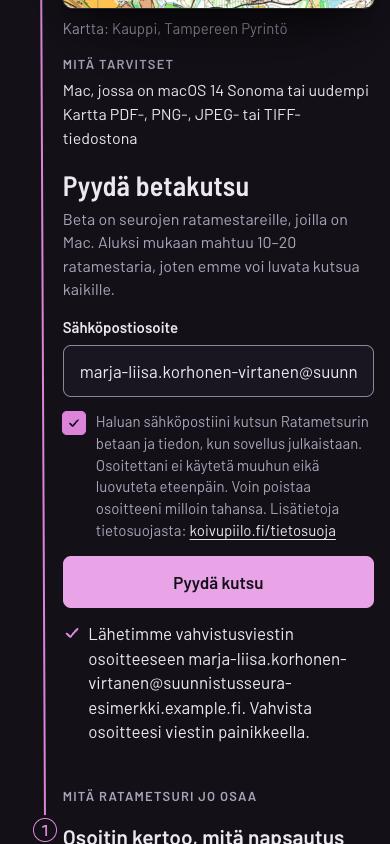 Kartta: Kauppi, Tampereen Pyrintö
MITÄ TARVITSET
Mac, jossa on macOS 14 Sonoma tai uudempi
Kartta PDF-, PNG-, JPEG- tai TIFF-
tiedostona
Pyydä betakutsu
Beta on seurojen ratamestareille, joilla on
Mac. Aluksi mukaan mahtuu 10–20
ratamestaria, joten emme voi luvata kutsua
kaikille.
Sähköpostiosoite
marja-liisa.korhonen-virtanen@suunn
Haluan sähköpostiini kutsun Ratametsurin
betaan ja tiedon, kun sovellus julkaistaan.
Osoitettani ei käytetä muuhun eikä
luovuteta eteenpäin. Voin poistaa
osoitteeni milloin tahansa. Lisätietoja
tietosuojasta: koivupiilo.fi/tietosuoja
Pyydä kutsu
Lähetimme vahvistusviestin
osoitteeseen marja-liisa.korhonen-
virtanen@suunnistusseura-
esimerkki.example.fi. Vahvista
osoitteesi viestin painikkeella.
MITÄ RATAMETSURI JO OSAA
1
Osoitin kertoo, mitä napsautus